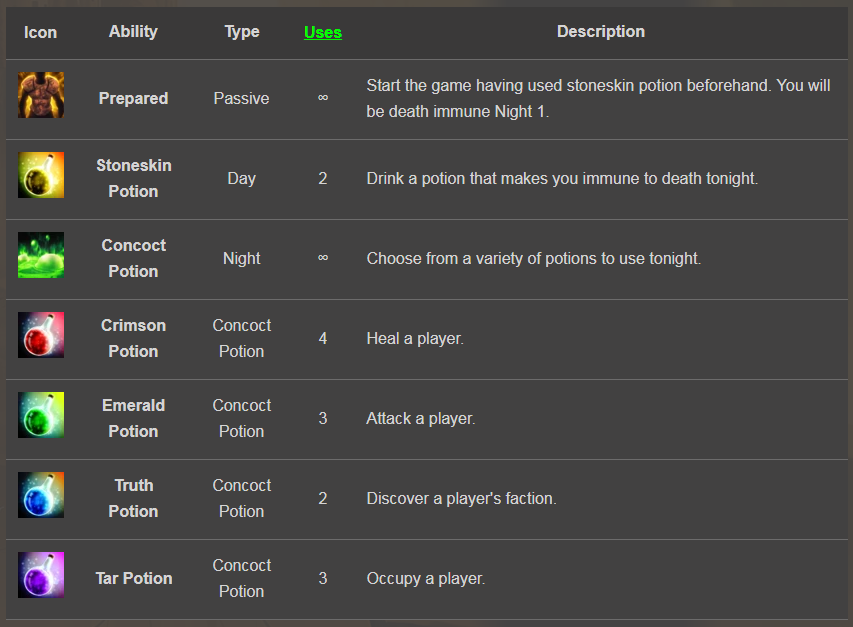 Icon Ability Type Uses Description
Prepared Passive ∞ Start the game having used stoneskin potion beforehand. You will
be death immune Night 1.
Stoneskin
Potion Day 2 Drink a potion that makes you immune to death tonight.
Concoct
Potion Night ∞ Choose from a variety of potions to use tonight.
Crimson
Potion Concoct
Potion 4 Heal a player.
Emerald
Potion Concoct
Potion 3 Attack a player.
Truth
Potion Concoct
Potion 2 Discover a player's faction.
Tar Potion Concoct
Potion 3 Occupy a player.